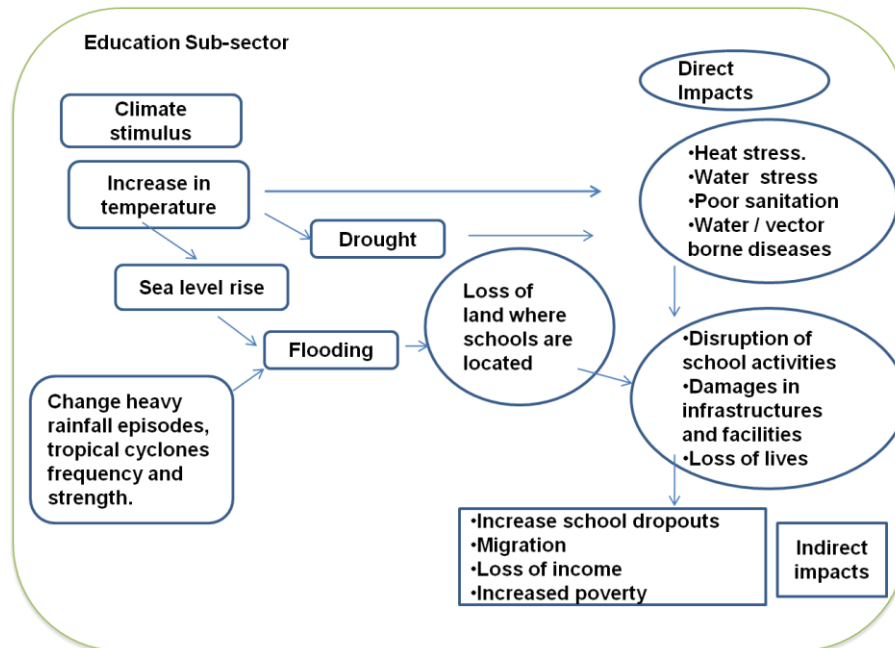 Education Sub-sector
Direct
Impacts
Climate
stimulus
•Heat stress.
•Water stress
•Poor sanitation
•Water / vector
borne diseases
Increase in
temperature
Drought
Sea level rise
Loss of
land where
schools are
located
Flooding
•Disruption of
school activities
•Damages in
infrastructures
and facilities
•Loss of lives
Change heavy
rainfall episodes,
tropical cyclones
frequency and
strength.
•Increase school dropouts
•Migration
•Loss of income
•Increased poverty
Indirect
impacts